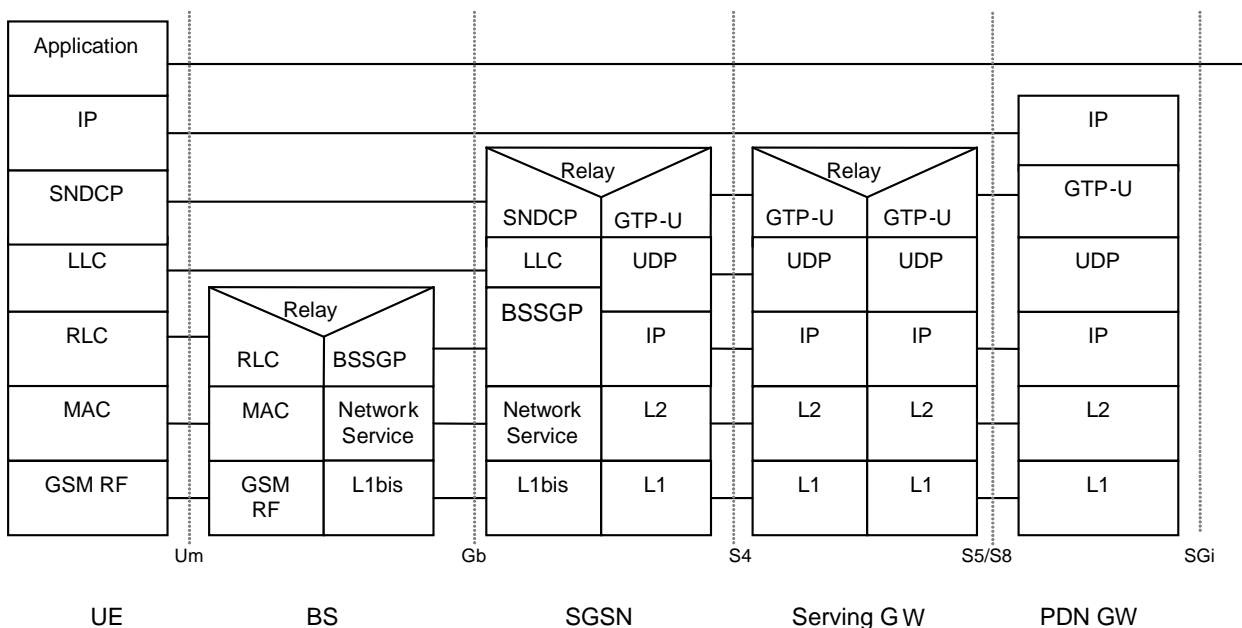 Application
IP
IP
Relay
Relay
SNDCP
GTP-U
SNDCP
GTP-U
GTP-U
GTP-U
LLC
LLC
UDP
UDP
UDP
UDP
Relay
BSSGP
RLC
IP
IP
IP
IP
RLC
BSSGP
MAC
MAC
Network
Service
Network
Service
L2
L2
L2
L2
GSM RF
GSM
RF
L1bis
L1bis
L1
L1
L1
L1
Um
Gb
S4
S5/S8
SGi
UE
BS
SGSN
Serving GW
PDN GW